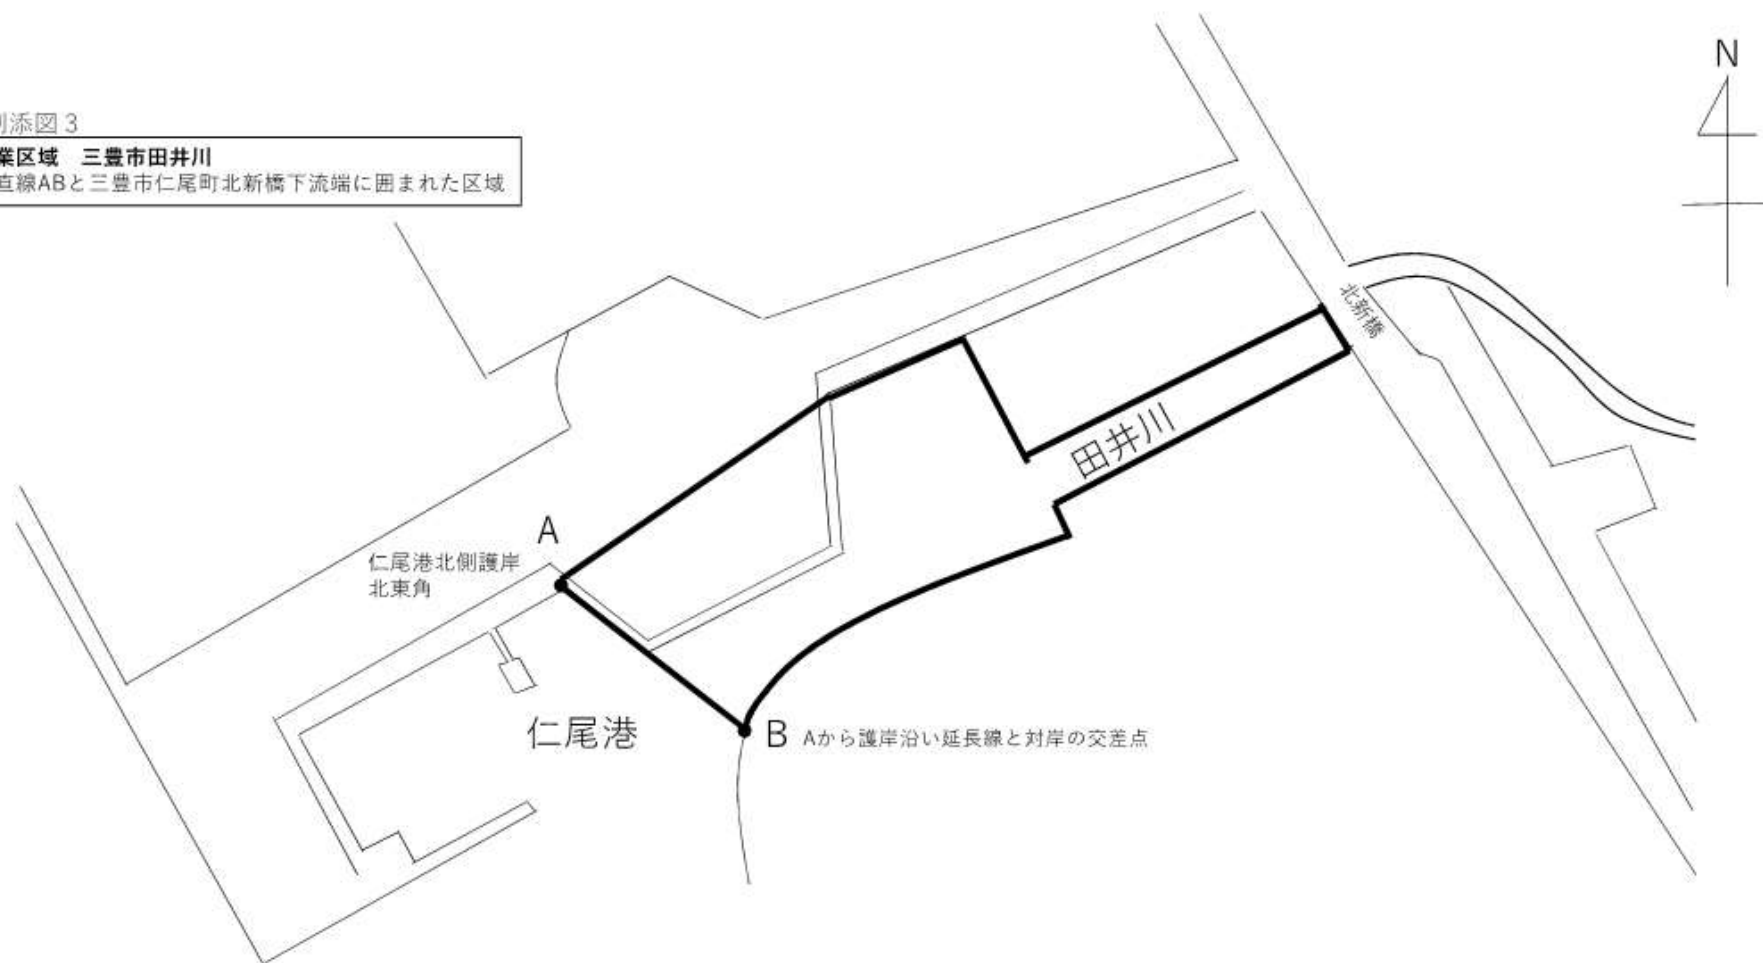 別添図3
業区域 三豊市田井川
直線ABと三豊市仁尾町北新橋下流端に囲まれた区域
N
北新橋
田井川
A
仁尾港北側護岸
北東角
仁尾港
B Aから護岸沿い延長線と対岸の交差点